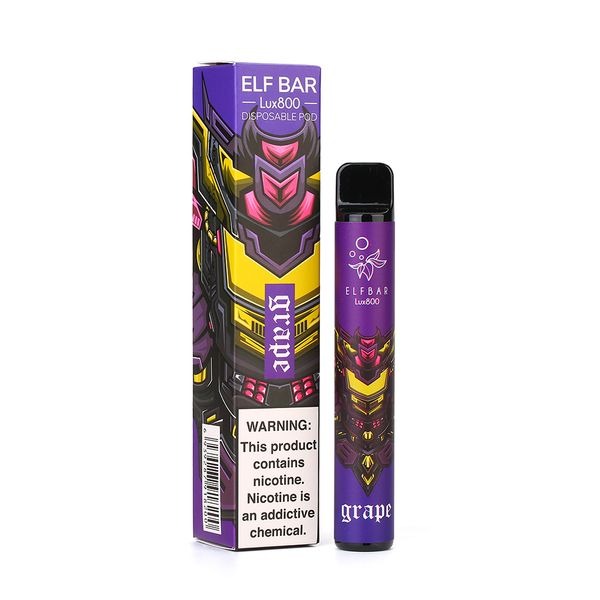 ELF BAR
Lux800
DISPOSABLE POD
grape
WARNING:
This product
contains
nicotine.
Nicotine is
an addictive
chemical.
ELFBAR
Lux800
grape